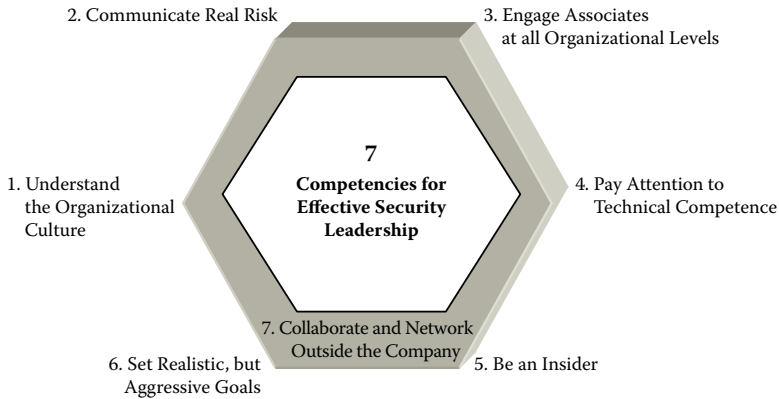 2. Communicate Real Risk
3. Engage Associates
at all Organizational Levels
7
Competencies for
Effective Security
Leadership
1. Understand
the Organizational
Culture
4. Pay Attention to
Technical Competence
7. Collaborate and Network
Outside the Company
6. Set Realistic, but
Aggressive Goals
5. Be an Insider